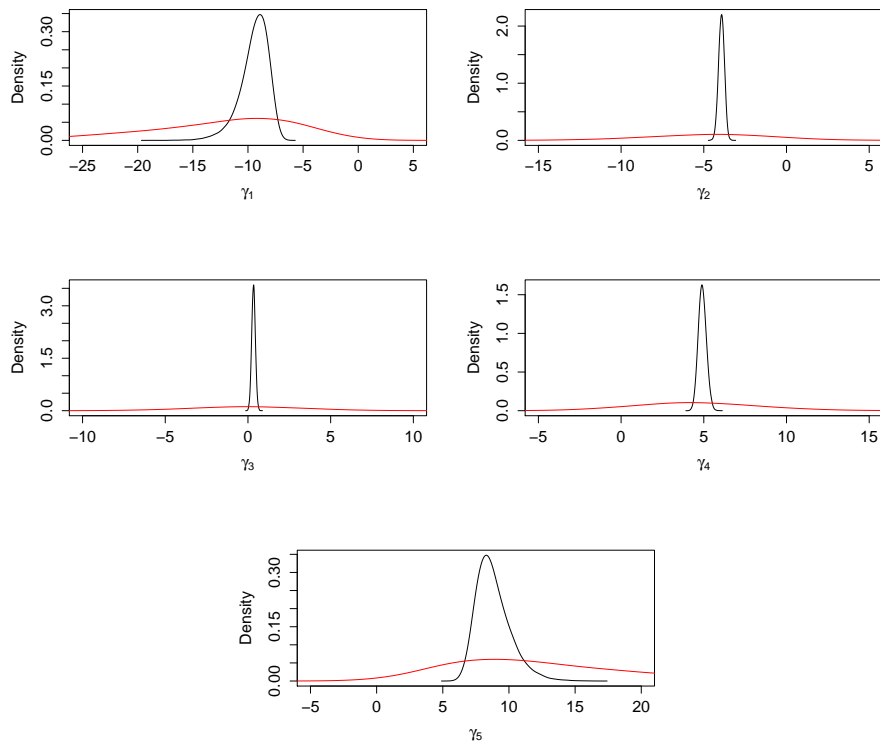 Density
0.00 0.15 0.30
−25 −20 −15 −10 −5 0 5
γ1
Density
0.0 1.0 2.0
−15 −10 −5 0 5
γ2
Density
0.0 1.5 3.0
−10 −5 0 5 10
γ3
Density
0.0 0.5 1.0 1.5
−5 0 5 10 15
γ4
Density
0.00 0.15 0.30
−5 0 5 10 15 20
γ5